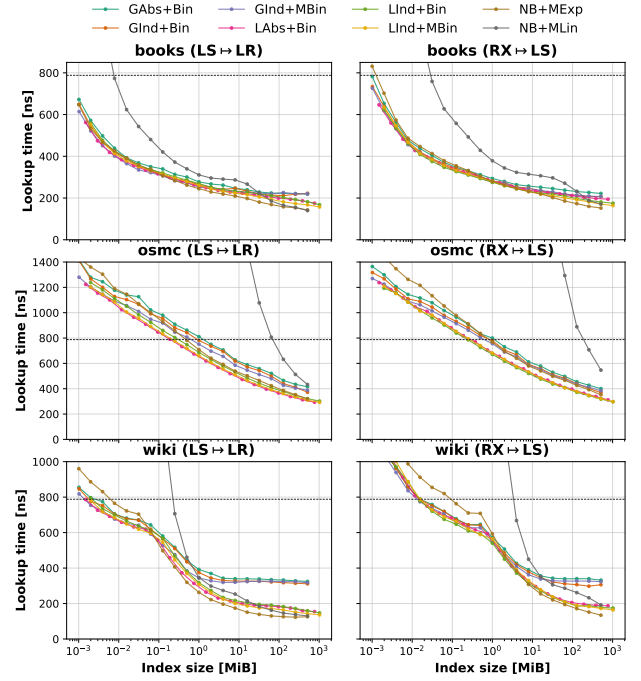 GAbs+Bin GInd+MBin LInd+Bin NB+MExp
GInd+Bin LAbs+Bin LInd+MBin NB+MLin
books (LS ↦ LR) books (RX ↦ LS)
Lookup time [ns]
800
600
400
200
0
osmc (LS ↦ LR) osmc (RX ↦ LS)
Lookup time [ns]
1400
1200
1000
800
600
400
200
0
wiki (LS ↦ LR) wiki (RX ↦ LS)
Lookup time [ns]
1000
800
600
400
200
0
10⁻³ 10⁻² 10⁻¹ 10⁰ 10¹ 10² 10³ 10⁻³ 10⁻² 10⁻¹ 10⁰ 10¹ 10² 10³
Index size [MiB] Index size [MiB]